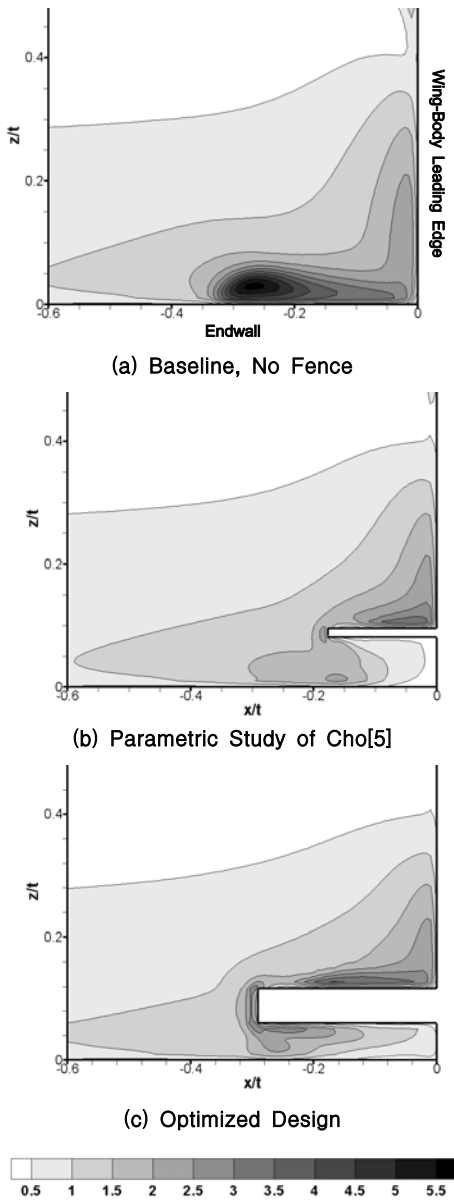 z/t
0.4
0.2
0
-0.6
-0.4
-0.2
0
Endwall
Wing-Body Leading Edge
(a) Baseline, No Fence
z/t
0.4
0.2
0
-0.6
-0.4
-0.2
0
x/t
(b) Parametric Study of Cho[5]
z/t
0.4
0.2
0
-0.6
-0.4
-0.2
0
x/t
(c) Optimized Design
0.5 1 1.5 2 2.5 3 3.5 4 4.5 5 5.5